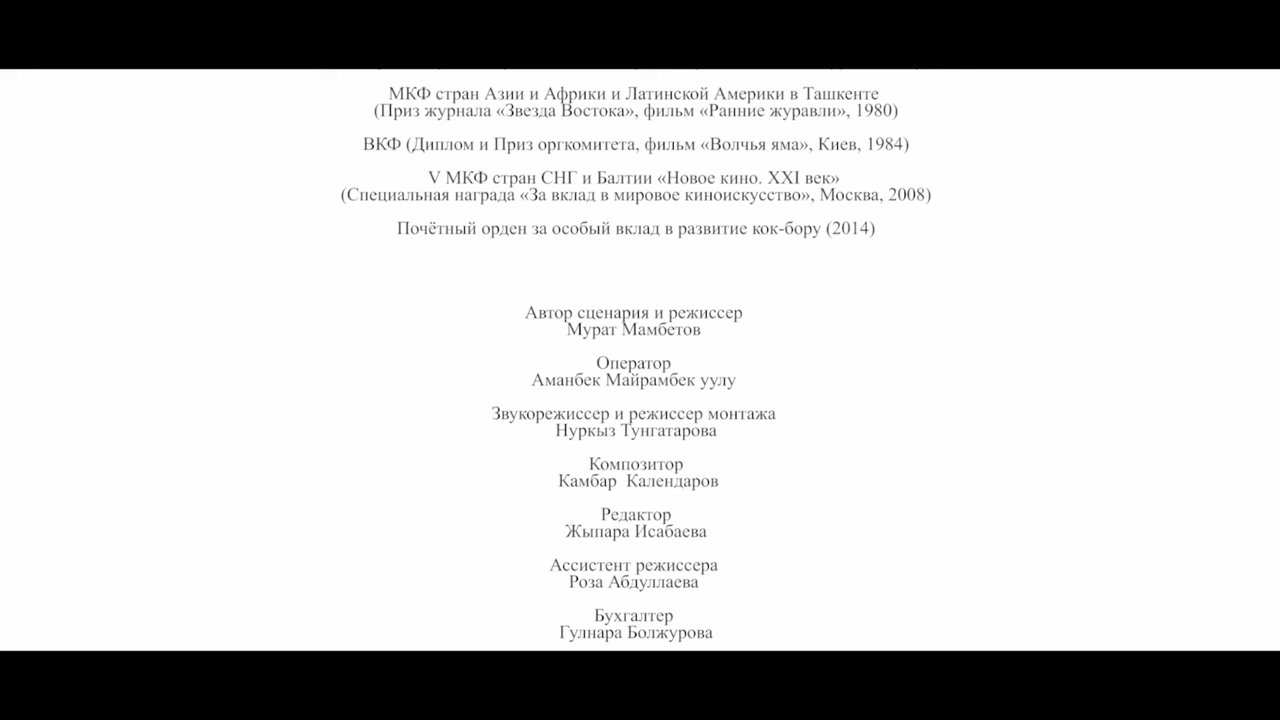 МКФ стран Азии и Африки и Латинской Америки в Ташкенте
(Приз журнала «Звезда Востока», фильм «Ранние журавли», 1980)
ВКФ (Диплом и Приз оргкомитета, фильм «Волчья яма», Киев, 1984)
V МКФ стран СНГ и Балтии «Новое кино. XXI век»
(Специальная награда «За вклад в мировое киноискусство», Москва, 2008)
Почётный орден за особый вклад в развитие кок-бору (2014)
Автор сценария и режиссер
Мурат Мамбетов
Оператор
Аманбек Майрамбек уулу
Звукорежиссер и режиссер монтажа
Нуркыз Тунгатарова
Композитор
Камбар  Календаров
Редактор
Жыпара Исабаева
Ассистент режиссера
Роза Абдуллаева
Бухгалтер
Гулнара Болжурова